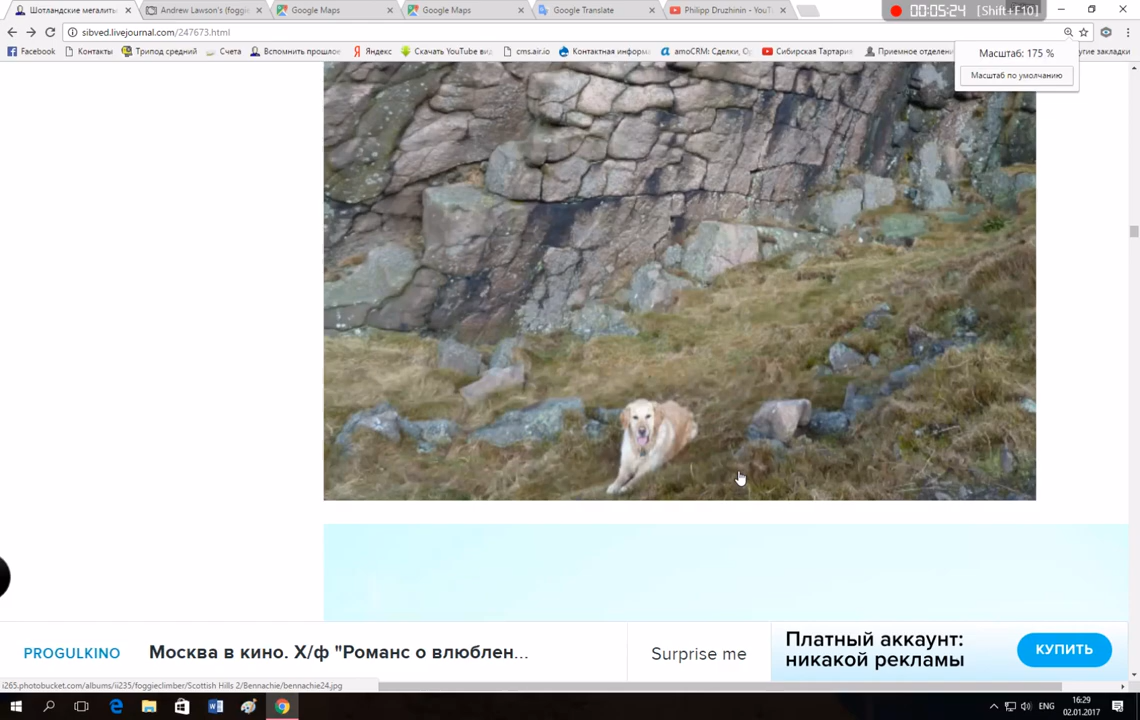 Шотландские мегалиты
Andrew Lawson's (foggie
Google Maps
Google Maps
Google Translate
Philipp Druzhinin - YouT
00:05:24 [Shift+F10]
sibved.livejournal.com/247673.html
Facebook
Контакты
Трипод средний
Счета
Вспомнить прошлое
Яндекс
Скачать YouTube ви
cms.air.io
Контактная информ
amoCRM: Сделки, О
Сибирская Тартария
Приемное отделени
угие закладки
Масштаб: 175 %
Масштаб по умолчанию
PROGULKINO
Москва в кино. Х/ф "Романс о влюблен...
Surprise me
Платный аккаунт:
никакой рекламы
КУПИТЬ
i265.photobucket.com/albums/ii235/foggieclimber/Scottish Hills 2/Bennachie/bennachie24.jpg
ENG
16:29
02.01.2017